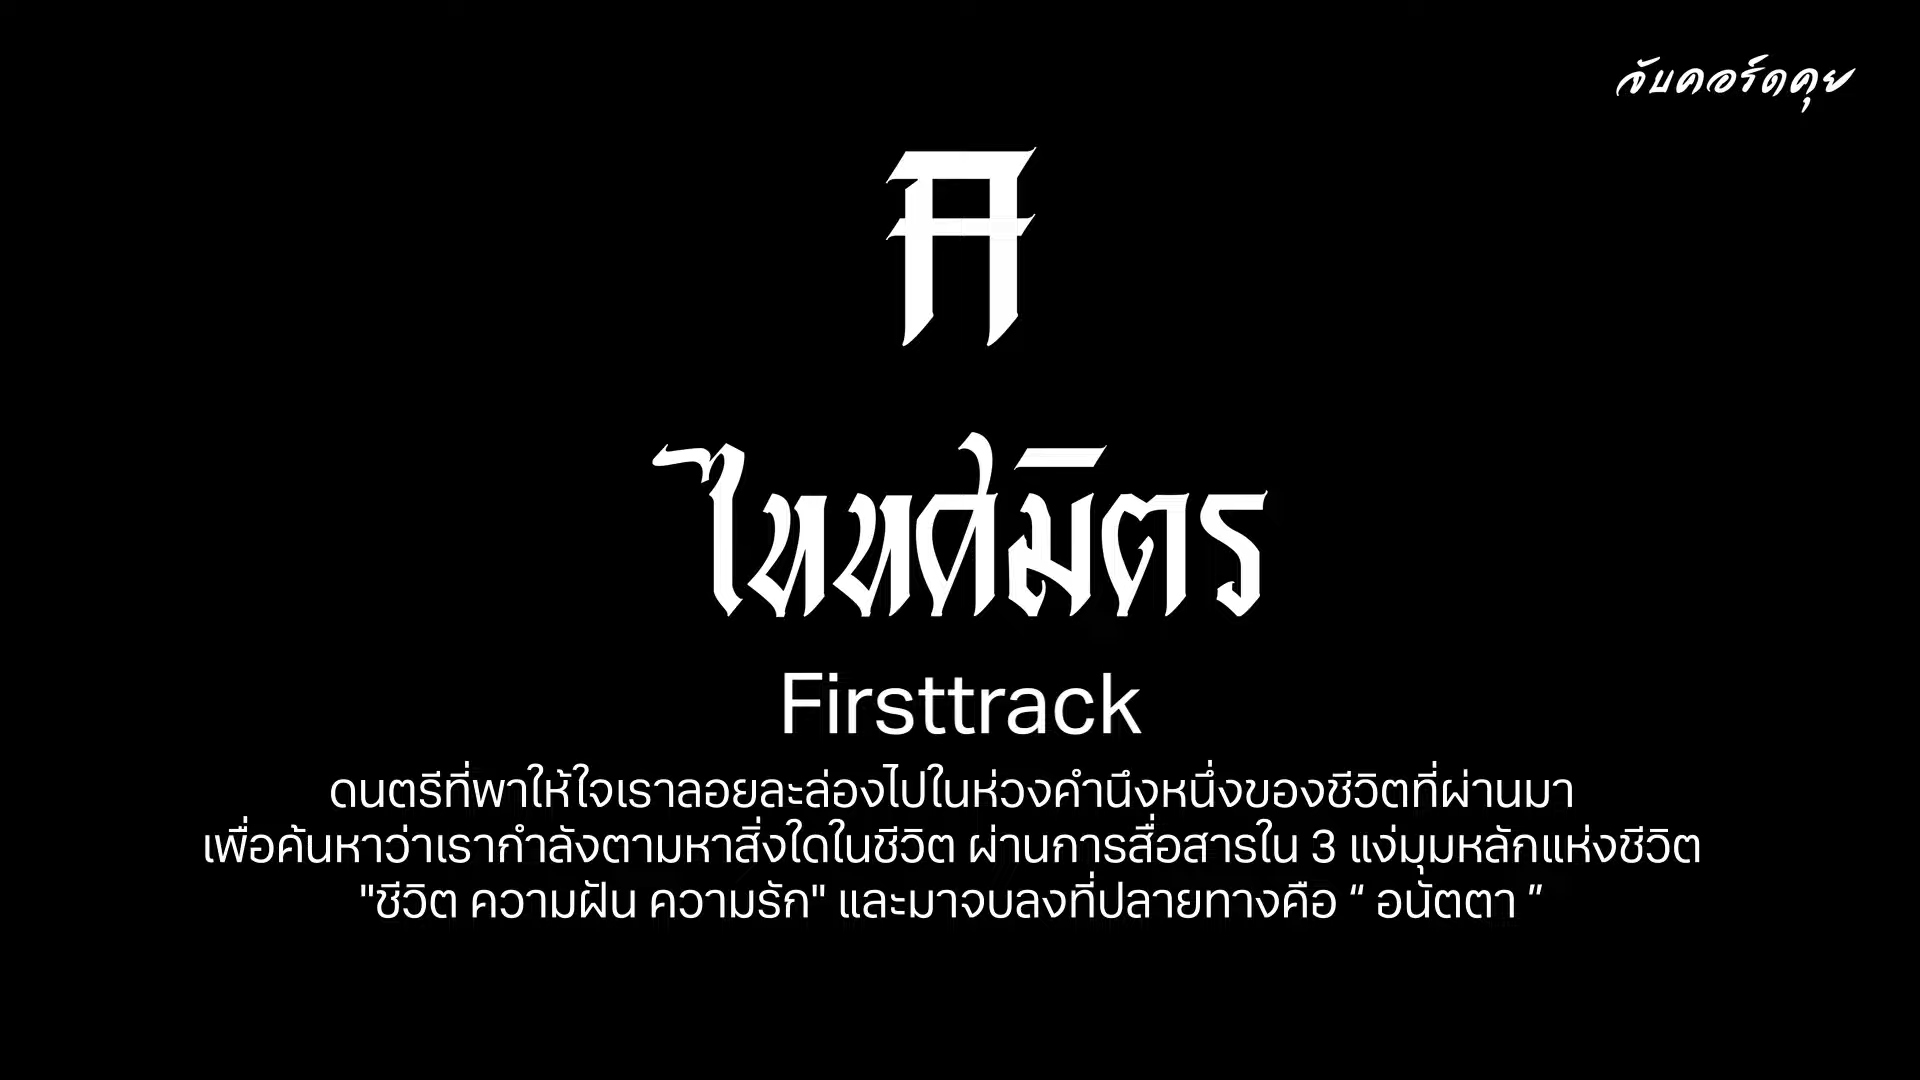 จับคอร์ดคุย
ไททศมิตร
Firsttrack
ดนตรีที่พาให้ใจเราลอยละล่องไปในห่วงคำนึงหนึ่งของชีวิตที่ผ่านมา
เพื่อค้นหาว่าเรากำลังตามหาสิ่งใดในชีวิต ผ่านการสื่อสารใน 3 แง่มุมหลักแห่งชีวิต
"ชีวิต ความฝัน ความรัก" และมาจบลงที่ปลายทางคือ “ อนัตตา ”